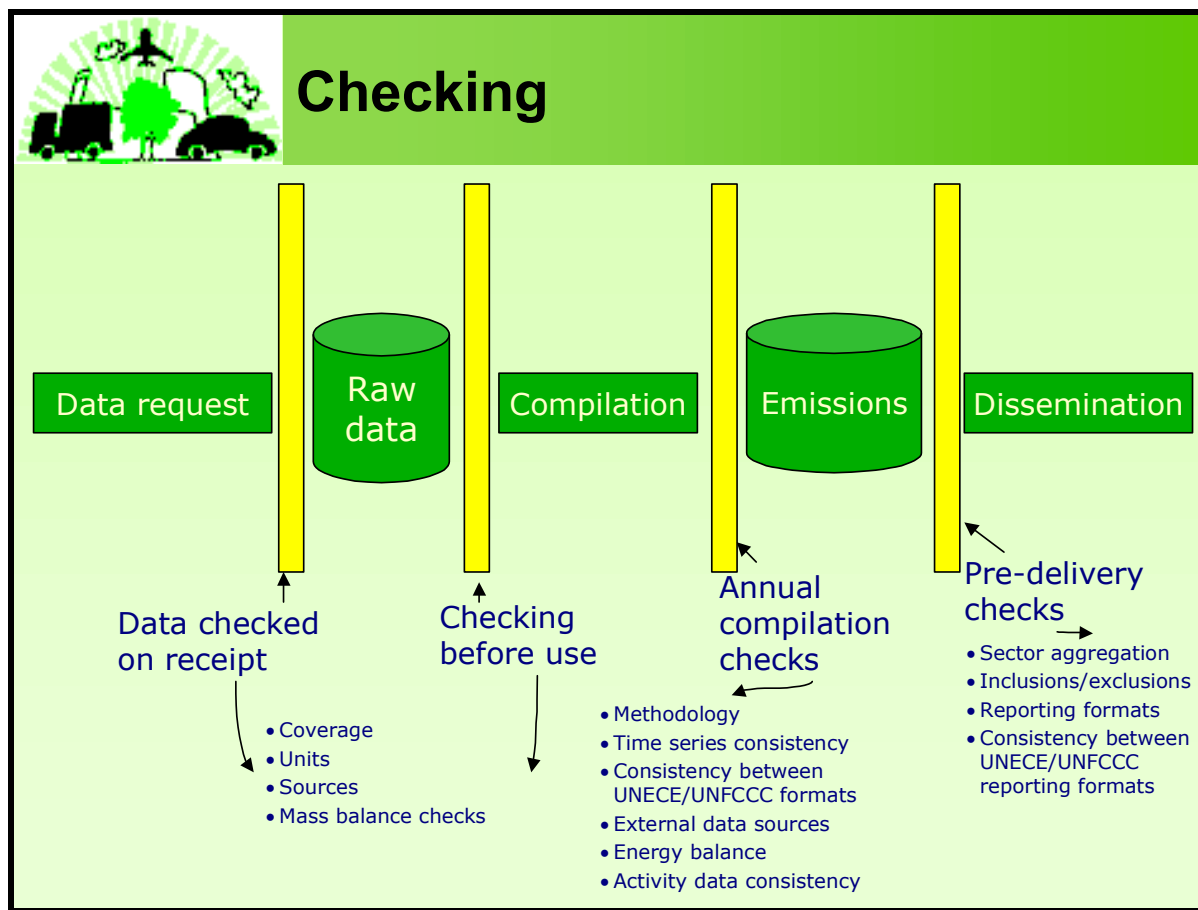 Checking
Data request
Raw
data
Compilation
Emissions
Dissemination
Data checked
on receipt
• Coverage
• Units
• Sources
• Mass balance checks
Checking
before use
Annual
compilation
checks
• Methodology
• Time series consistency
• Consistency between
UNECE/UNFCCC formats
• External data sources
• Energy balance
• Activity data consistency
Pre-delivery
checks
• Sector aggregation
• Inclusions/exclusions
• Reporting formats
• Consistency between
UNECE/UNFCCC
reporting formats